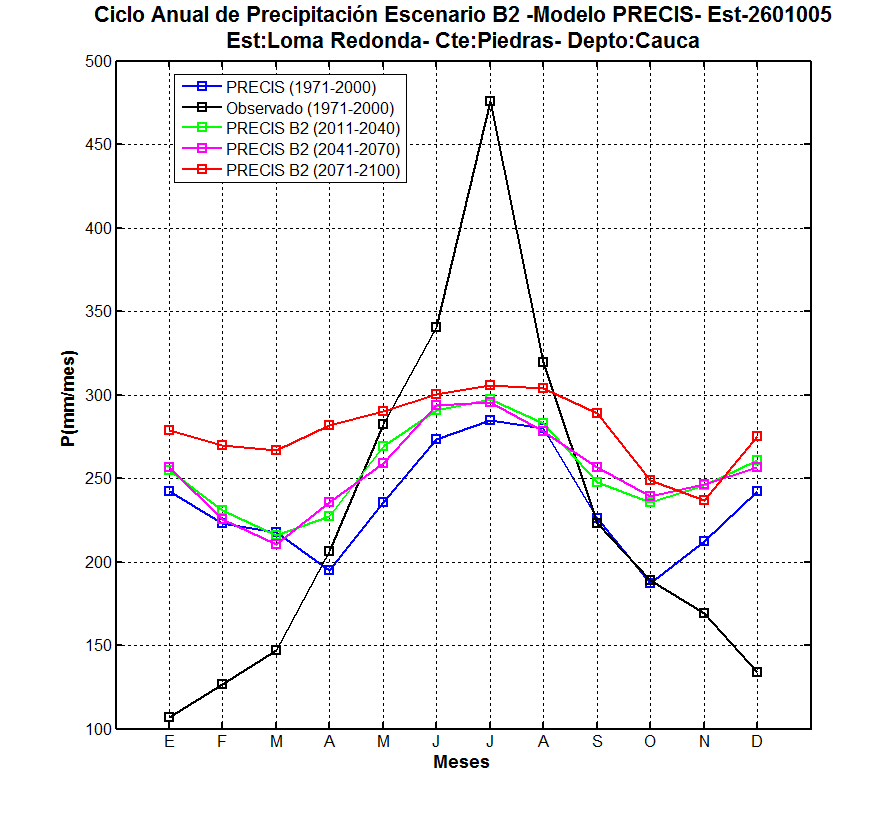 Ciclo Anual de Precipitación Escenario B2 -Modelo PRECIS- Est-2601005
Est:Loma Redonda- Cte:Piedras- Depto:Cauca
PRECIS (1971-2000)
Observado (1971-2000)
PRECIS B2 (2011-2040)
PRECIS B2 (2041-2070)
PRECIS B2 (2071-2100)
P(mm/mes)
500
450
400
350
300
250
200
150
100
E F M A M J J A S O N D
Meses